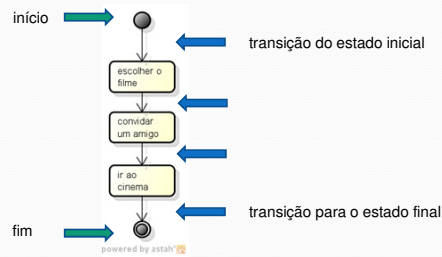 início
transição do estado inicial
escolher o
filme
convidar
um amigo
ir ao
cinema
transição para o estado final
fim
powered by astah*